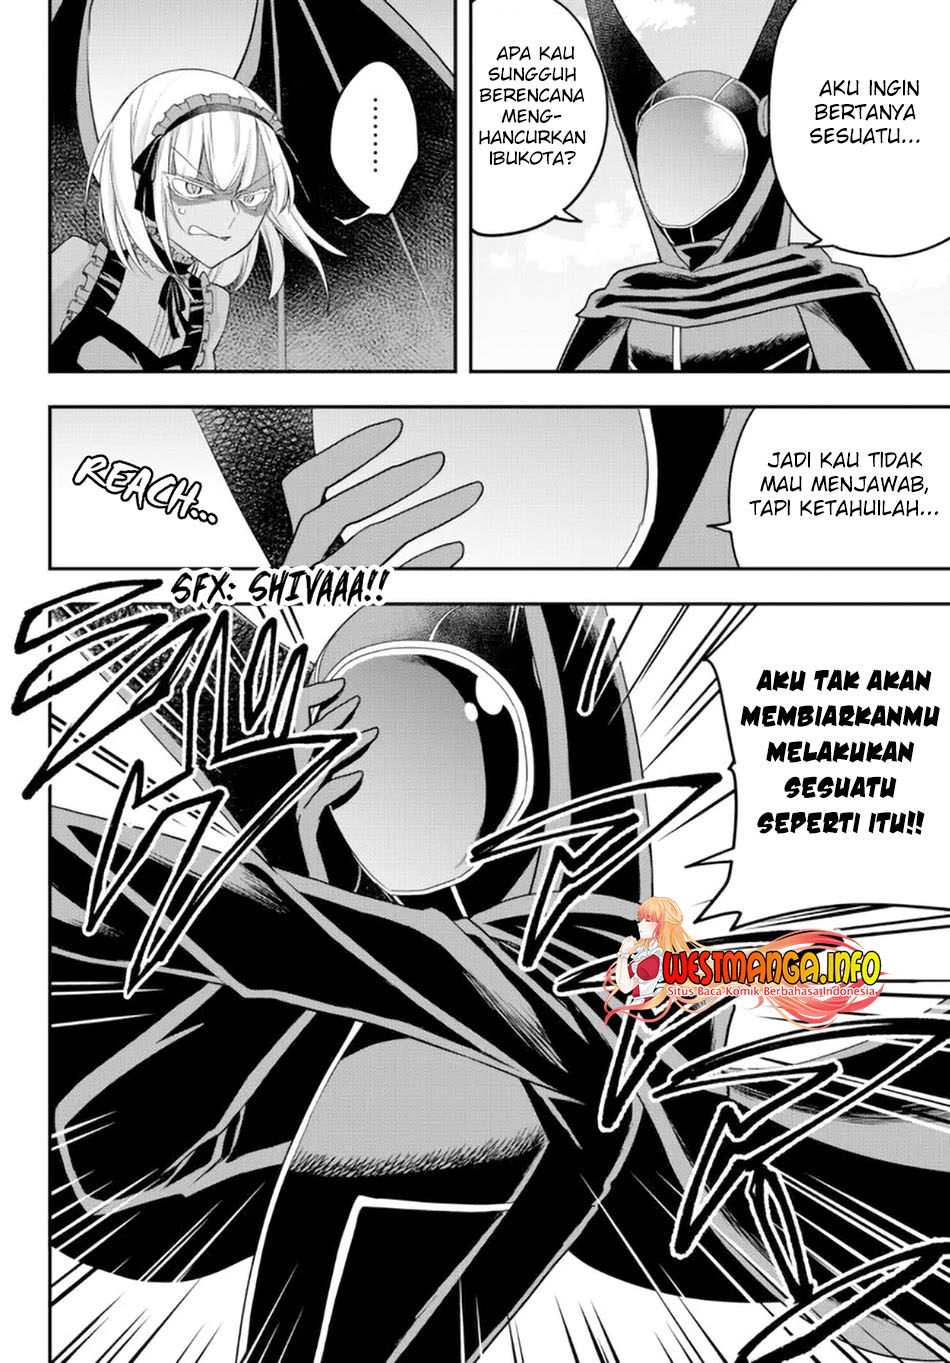 AKU INGIN
BERTANYA
SESUATU...
APA KAU
SUNGGUH
BERENCANA
MENG-
HANCURKAN
IBUKOTA?
.........
JADI KAU TIDAK
MAU MENJAWAB,
TAPI KETAHUILAH...
REACH...
SFX: SHIVAAA!!
AKU TAK AKAN
MEMBIARKANMU
MELAKUKAN
SESUATU
SEPERTI ITU!!
WESTMANGA.INFO
Situs Baca Komik Berbahasa Indonesia